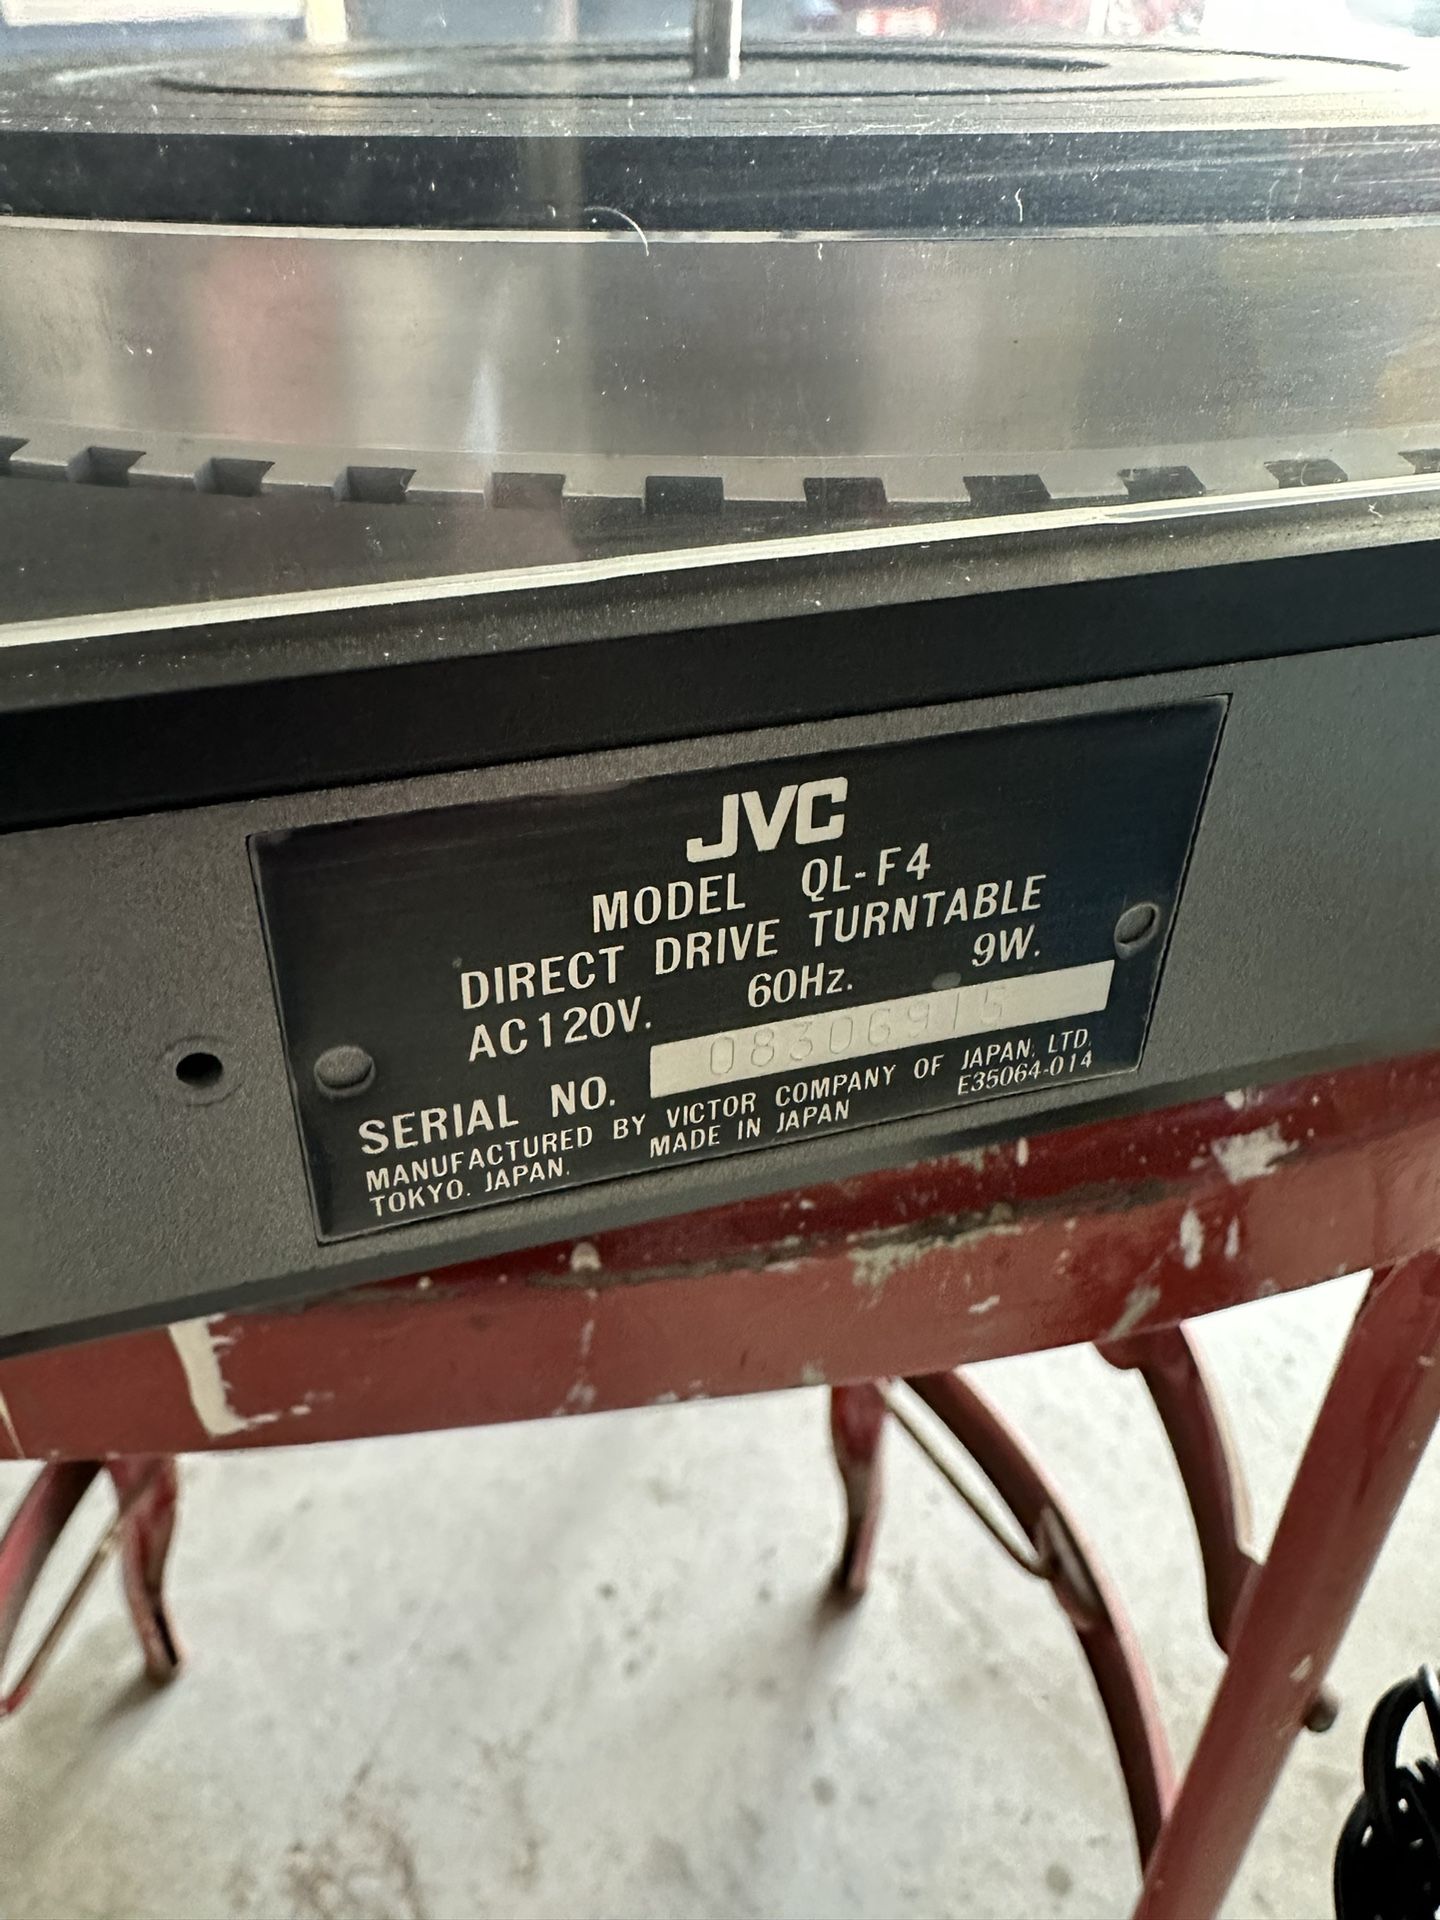 JVC
MODEL QL-F4
DIRECT DRIVE TURNTABLE
AC120V. 60Hz. 9W.
SERIAL NO. 08306915
MANUFACTURED BY VICTOR COMPANY OF JAPAN, LTD.
TOKYO. JAPAN. MADE IN JAPAN E35064-014